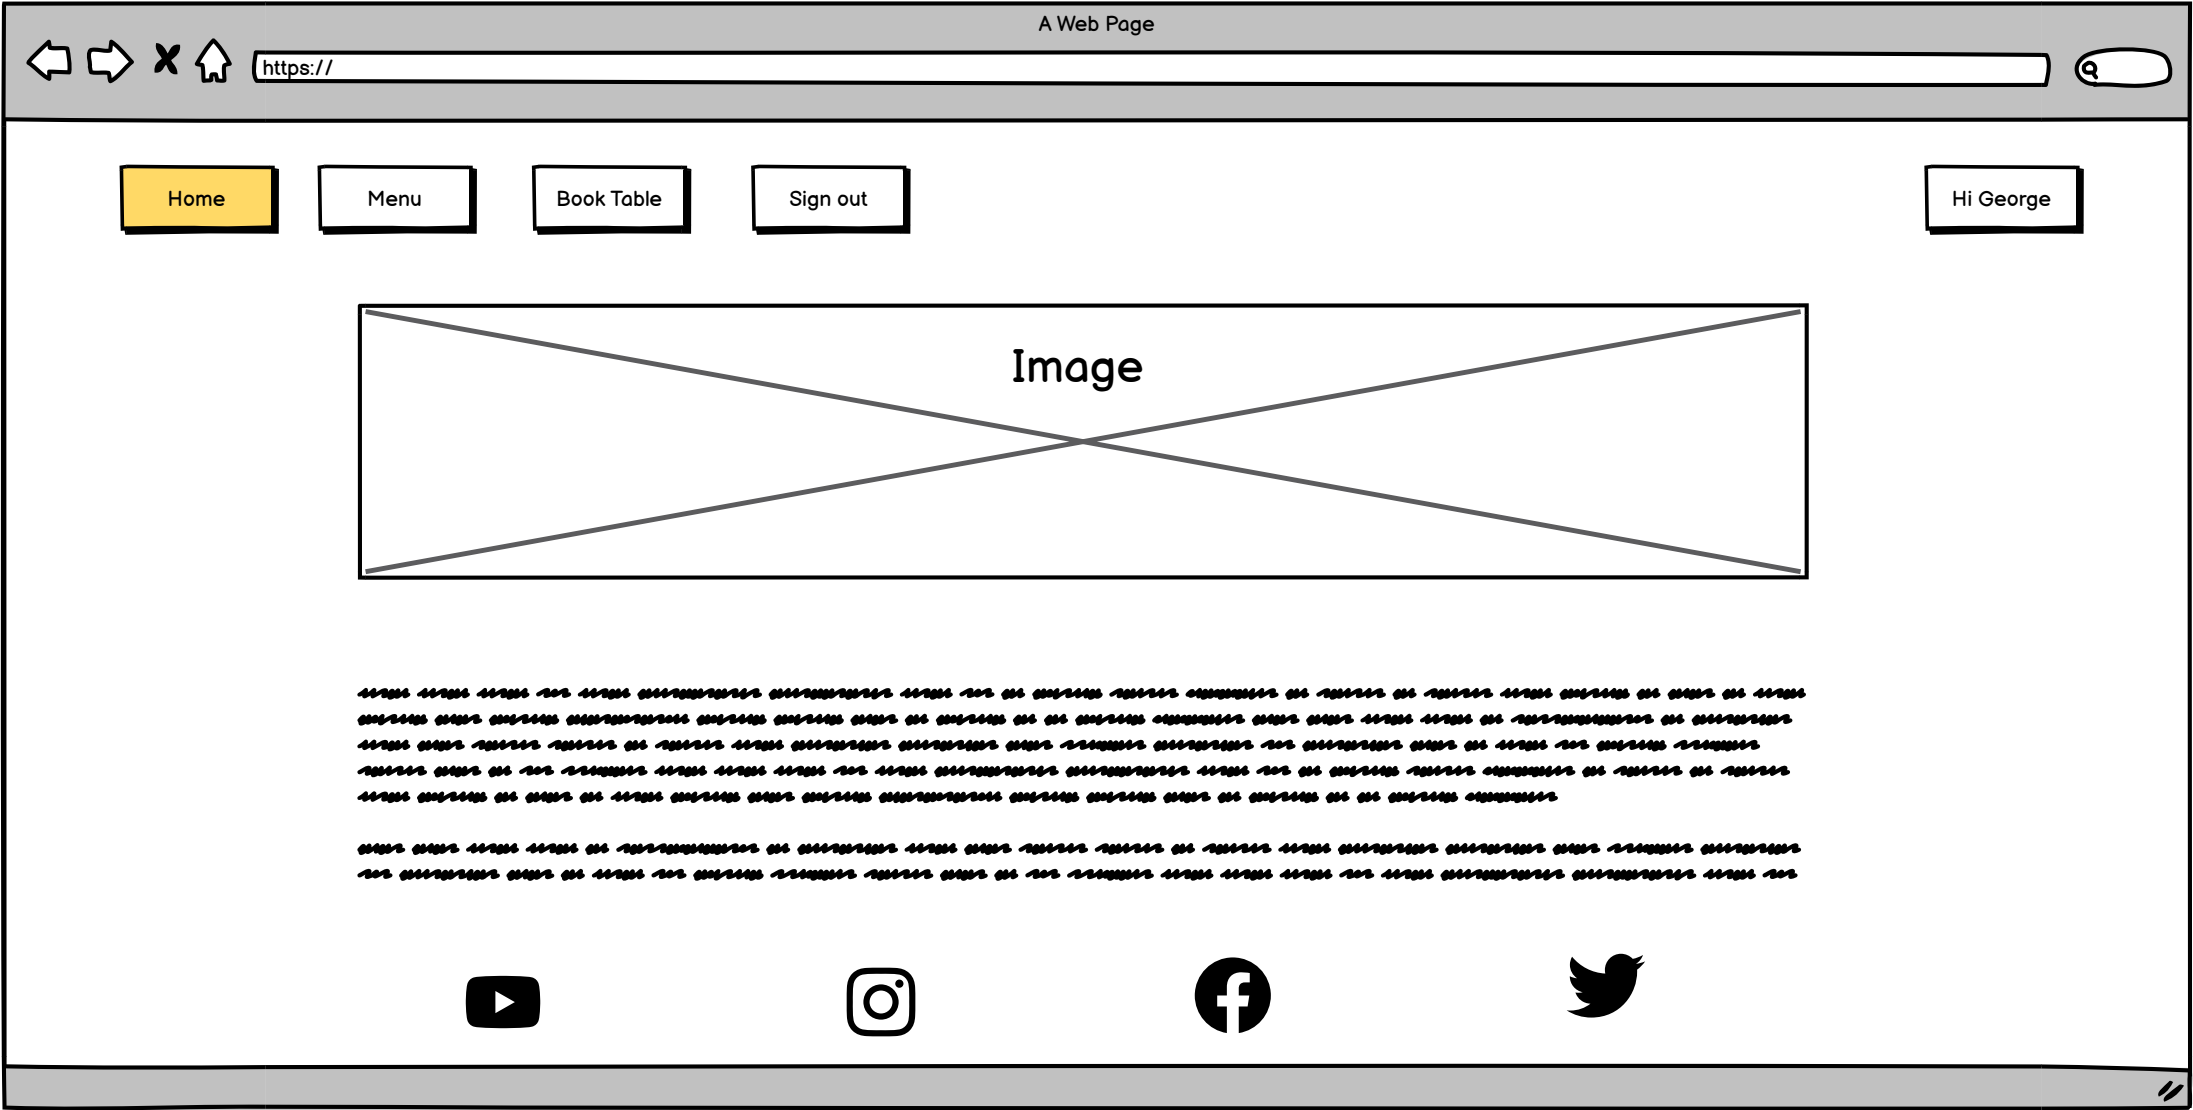 A Web Page
https://
Home
Menu
Book Table
Sign out
Hi George
Image